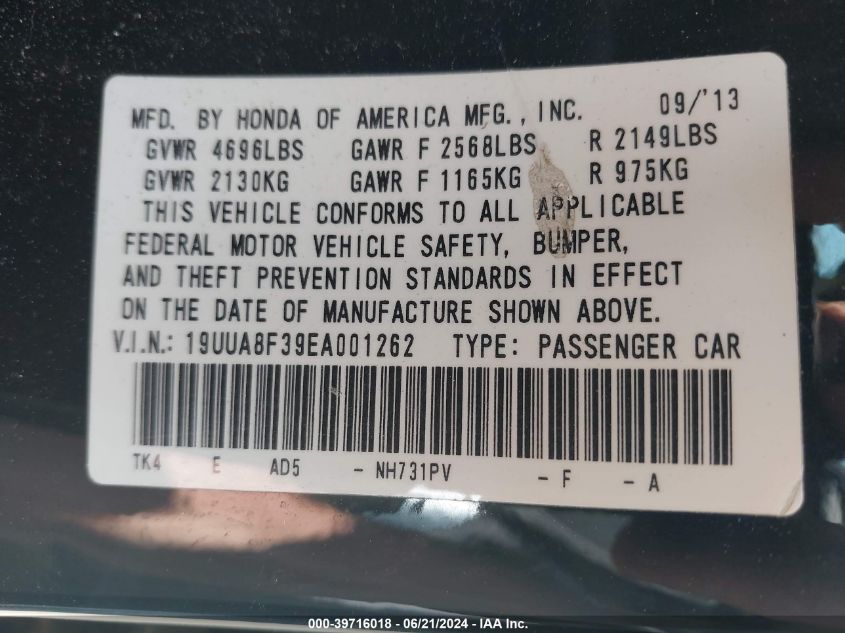 MFD. BY HONDA OF AMERICA MFG., INC. 09/'13
GVWR 4696LBS GAWR F 2568LBS R 2149LBS
GVWR 2130KG GAWR F 1165KG R 975KG
THIS VEHICLE CONFORMS TO ALL APPLICABLE
FEDERAL MOTOR VEHICLE SAFETY, BUMPER,
AND THEFT PREVENTION STANDARDS IN EFFECT
ON THE DATE OF MANUFACTURE SHOWN ABOVE.
V.I.N.: 19UUA8F39EA001262 TYPE: PASSENGER CAR
TK4 - E AD5 - NH731PV - F - A
000-39716018 - 06/21/2024 - IAA Inc.